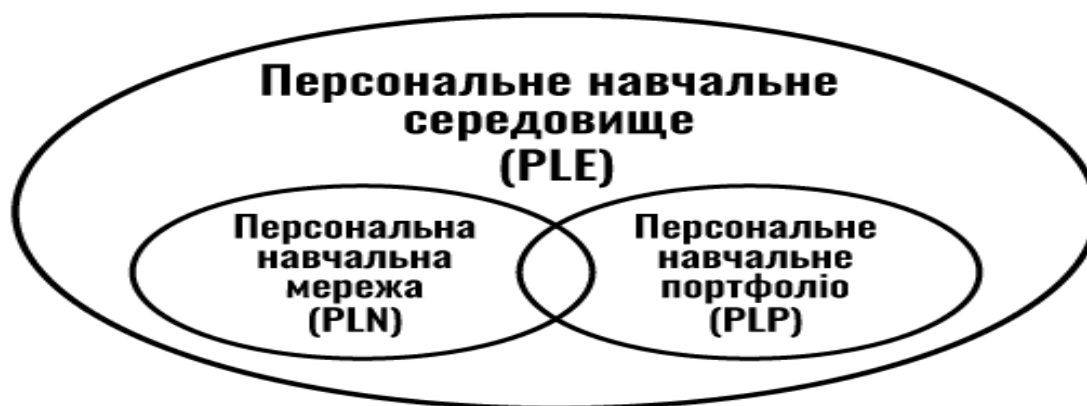 Персональне навчальне
середовище
(PLE)
Персональна
навчальна
мережа
(PLN)
Персональне
навчальне
портфоліо
(PLP)